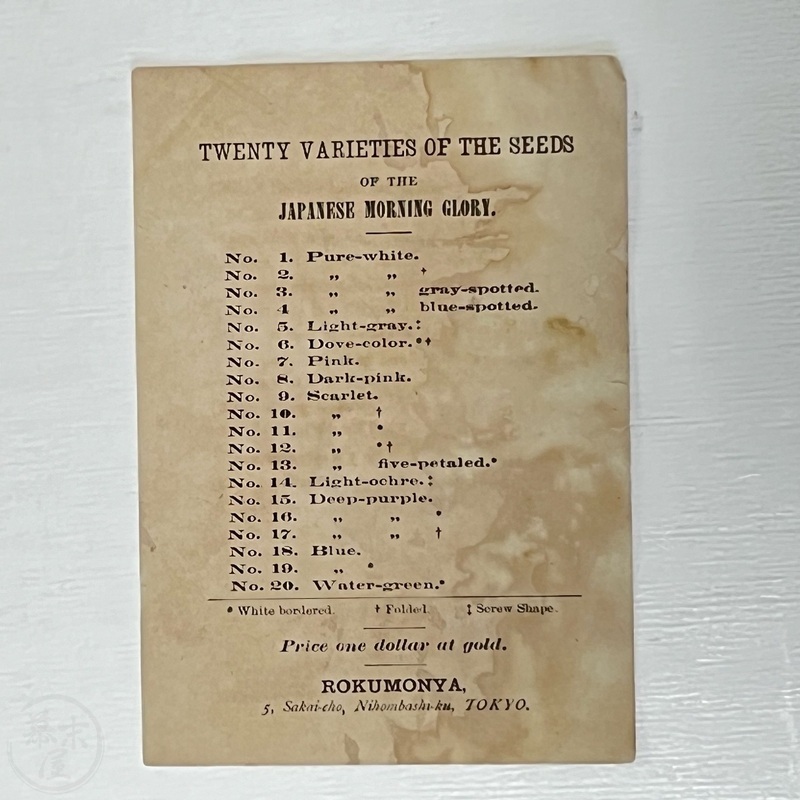 TWENTY VARIETIES OF THE SEEDS
OF THE
JAPANESE MORNING GLORY.
No. 1. Pure-white.
No. 2. „ „ †
No. 3. „ „ gray-spotted.
No. 4 „ „ blue-spotted.
No. 5. Light-gray.‡
No. 6. Dove-color.*†
No. 7. Pink.
No. 8. Dark-pink.
No. 9. Scarlet.
No. 10. „ †
No. 11. „ *
No. 12. „ *†
No. 13. „ five-petaled.*
No. 14. Light-ochre.‡
No. 15. Deep-purple.
No. 16. „ „ *
No. 17. „ „ †
No. 18. Blue.
No. 19. „ *
No. 20. Water-green.*
* White bordered. † Folded. ‡ Screw Shape.
Price one dollar at gold.
ROKUMONYA,
5, Sakai-cho, Nihombashi-ku, TOKYO.